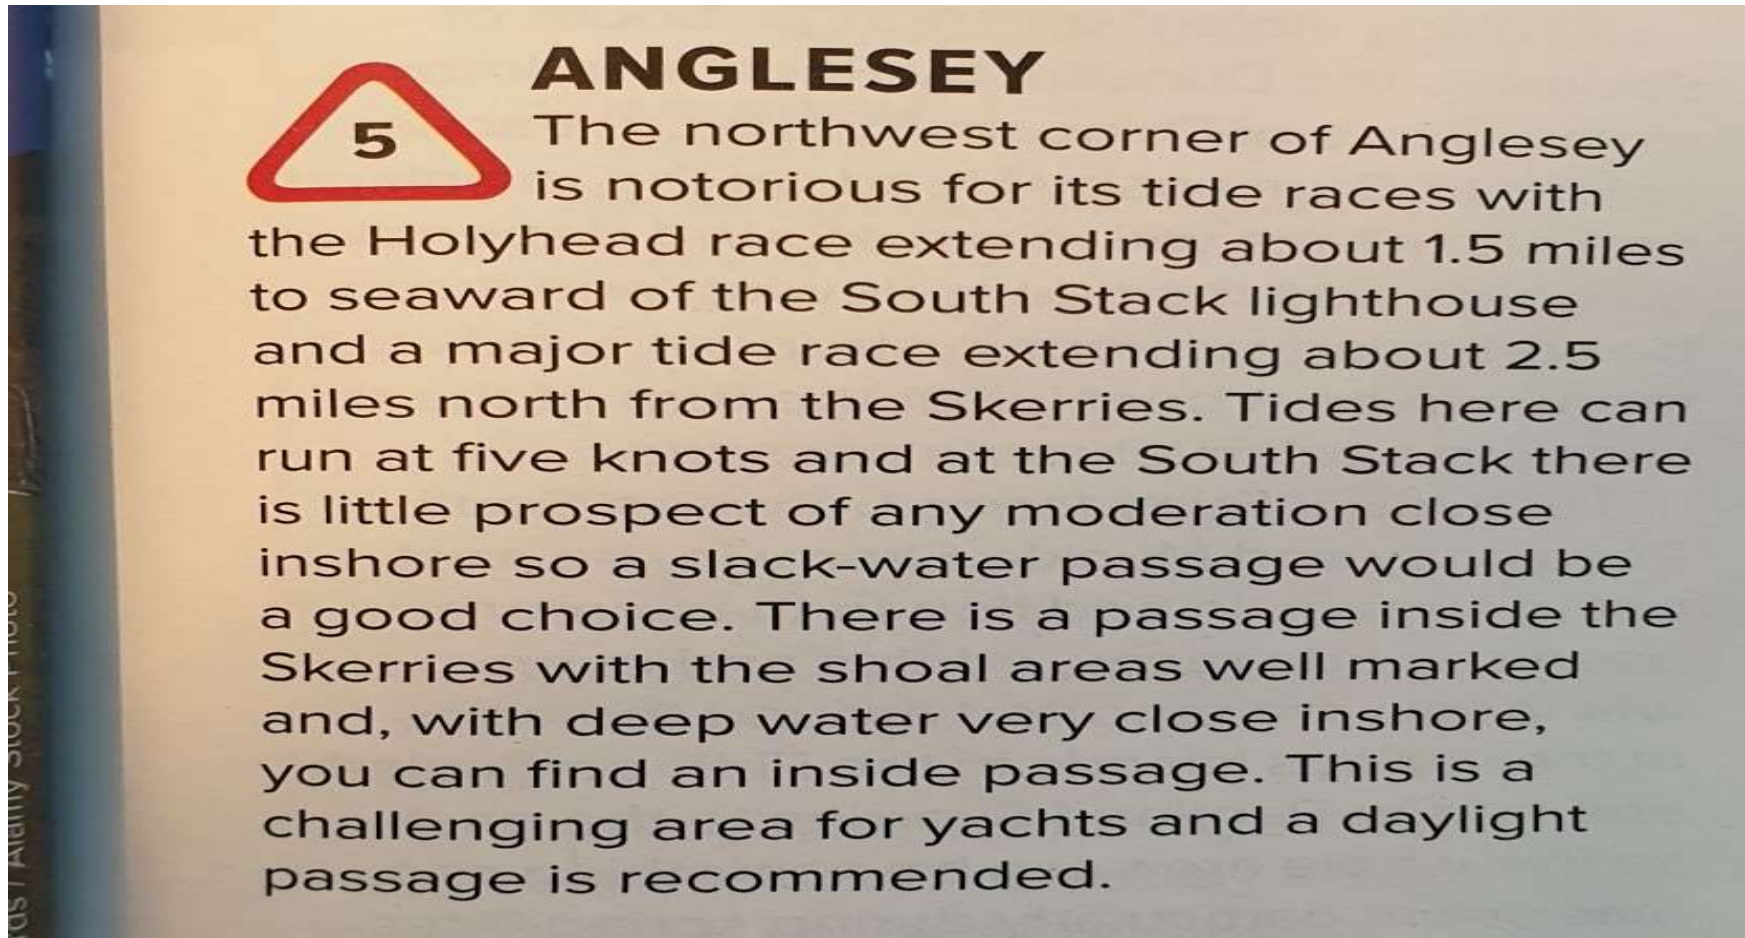 ANGLESEY
5
The northwest corner of Anglesey
is notorious for its tide races with
the Holyhead race extending about 1.5 miles
to seaward of the South Stack lighthouse
and a major tide race extending about 2.5
miles north from the Skerries. Tides here can
run at five knots and at the South Stack there
is little prospect of any moderation close
inshore so a slack-water passage would be
a good choice. There is a passage inside the
Skerries with the shoal areas well marked
and, with deep water very close inshore,
you can find an inside passage. This is a
challenging area for yachts and a daylight
passage is recommended.
/ Alamy Stock Photo